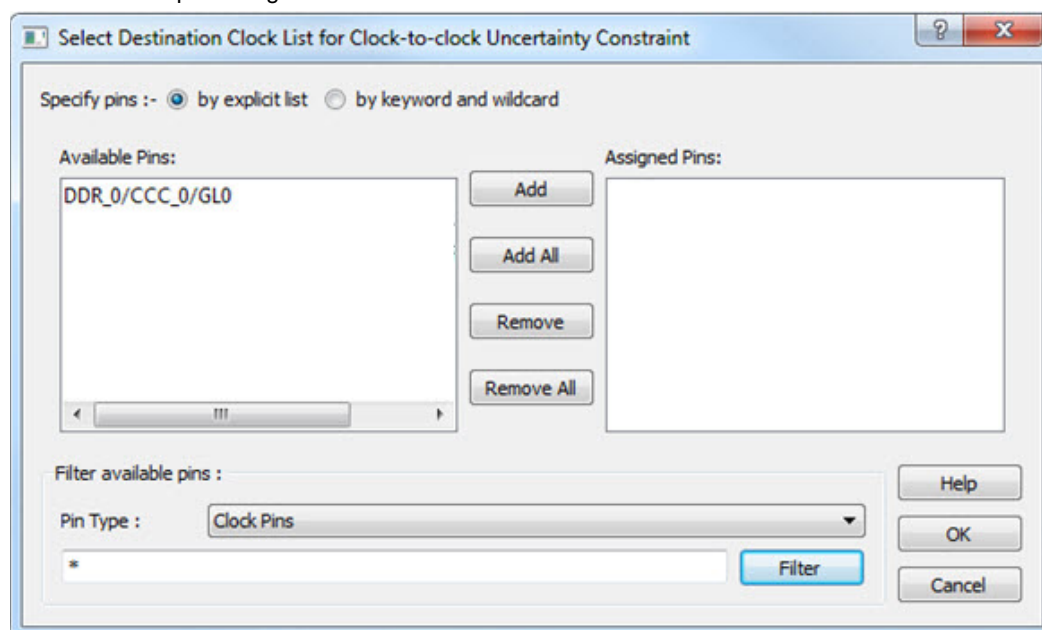 Select Destination Clock List for Clock-to-clock Uncertainty Constraint
Specify pins :- by explicit list by keyword and wildcard
Available Pins:
Assigned Pins:
DDR_0/CCC_0/GL0
Add
Add All
Remove
Remove All
Filter available pins :
Pin Type : Clock Pins
*
Filter
Help
OK
Cancel